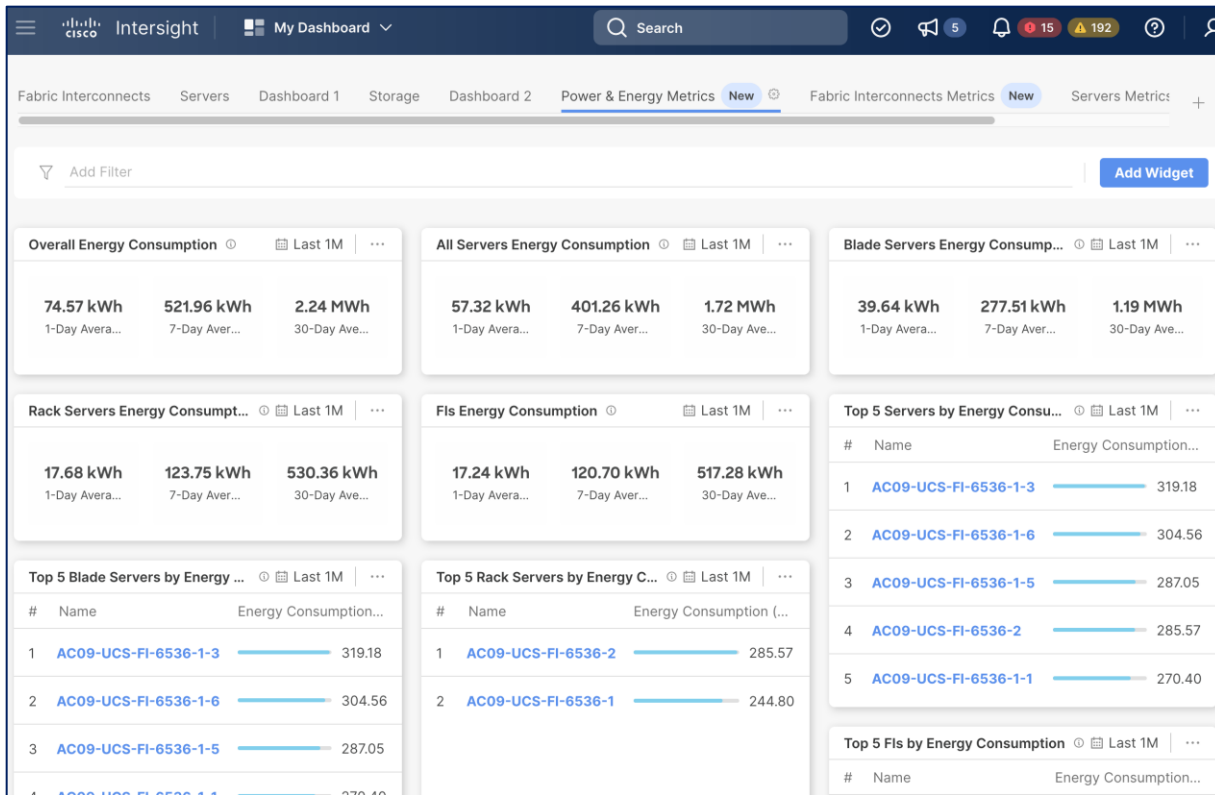 CISCO Intersight My Dashboard Search 5 15 192
Fabric Interconnects Servers Dashboard 1 Storage Dashboard 2 Power & Energy Metrics New Fabric Interconnects Metrics New Servers Metrics
Add Filter Add Widget
Overall Energy Consumption Last 1M ...
74.57 kWh 521.96 kWh 2.24 MWh
1-Day Avera... 7-Day Aver... 30-Day Ave...
All Servers Energy Consumption Last 1M ...
57.32 kWh 401.26 kWh 1.72 MWh
1-Day Avera... 7-Day Aver... 30-Day Ave...
Blade Servers Energy Consump... Last 1M ...
39.64 kWh 277.51 kWh 1.19 MWh
1-Day Avera... 7-Day Aver... 30-Day Ave...
Rack Servers Energy Consumpt... Last 1M ...
17.68 kWh 123.75 kWh 530.36 kWh
1-Day Avera... 7-Day Aver... 30-Day Ave...
FIs Energy Consumption Last 1M ...
17.24 kWh 120.70 kWh 517.28 kWh
1-Day Avera... 7-Day Aver... 30-Day Ave...
Top 5 Servers by Energy Consu... Last 1M ...
# Name Energy Consumption...
1 AC09-UCS-FI-6536-1-3 319.18
2 AC09-UCS-FI-6536-1-6 304.56
3 AC09-UCS-FI-6536-1-5 287.05
4 AC09-UCS-FI-6536-2 285.57
5 AC09-UCS-FI-6536-1-1 270.40
Top 5 Blade Servers by Energy ... Last 1M ...
# Name Energy Consumption...
1 AC09-UCS-FI-6536-1-3 319.18
2 AC09-UCS-FI-6536-1-6 304.56
3 AC09-UCS-FI-6536-1-5 287.05
4 AC09-UCS-FI-6536-1-1 270.40
Top 5 Rack Servers by Energy C... Last 1M ...
# Name Energy Consumption (...
1 AC09-UCS-FI-6536-2 285.57
2 AC09-UCS-FI-6536-1 244.80
Top 5 FIs by Energy Consumption Last 1M ...
# Name Energy Consumption...